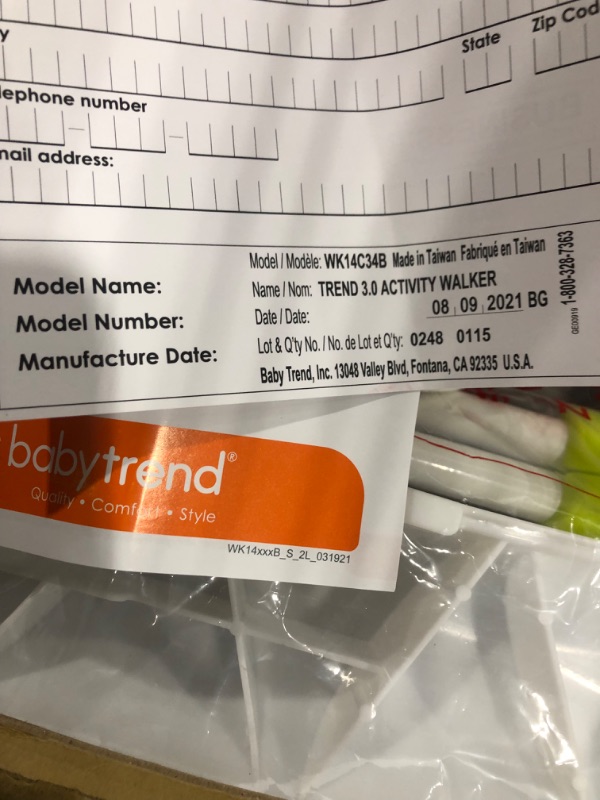 y
State
Zip Cod
ephone number
mail address:
Model Name:
Model Number:
Manufacture Date:
Model / Modèle: WK14C34B Made in Taiwan Fabriqué en Taiwan
Name / Nom: TREND 3.0 ACTIVITY WALKER
Date / Date: 08 09 2021 BG
Lot & Q'ty No. / No. de Lot et Q'ty: 0248 0115
Baby Trend, Inc. 13048 Valley Blvd, Fontana, CA 92335 U.S.A.
1-800-328-7363
babytrend®
Quality • Comfort • Style
WK14xxxB_S_2L_031921